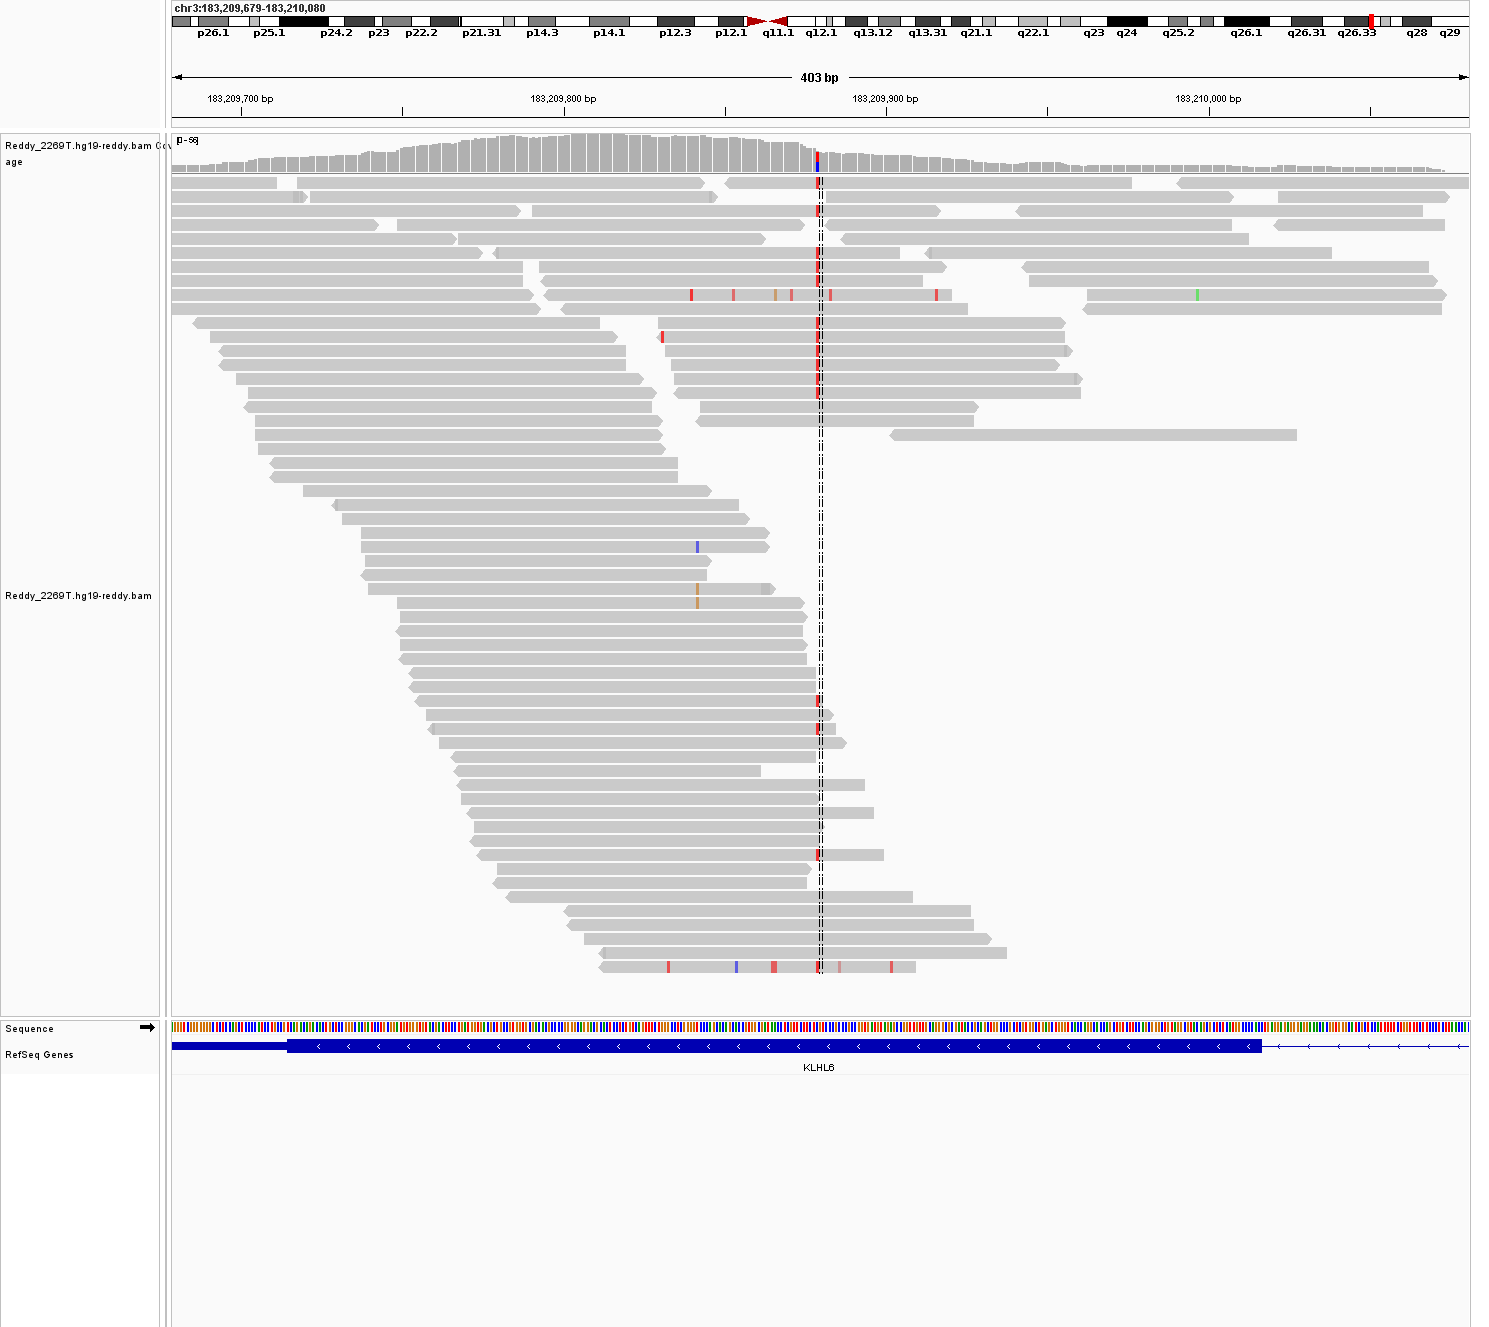 chr3:183,209,679-183,210,080
p26.1 p25.1 p24.2 p23 p22.2 p21.31 p14.3 p14.1 p12.3 p12.1 q11.1 q12.1 q13.12 q13.31 q21.1 q22.1 q23 q24 q25.2 q26.1 q26.31 q26.33 q28 q29
403 bp
183,209,700 bp 183,209,800 bp 183,209,900 bp 183,210,000 bp
Reddy_2269T.hg19-reddy.bam Cov
age
Reddy_2269T.hg19-reddy.bam
Sequence
RefSeq Genes
KLHL6